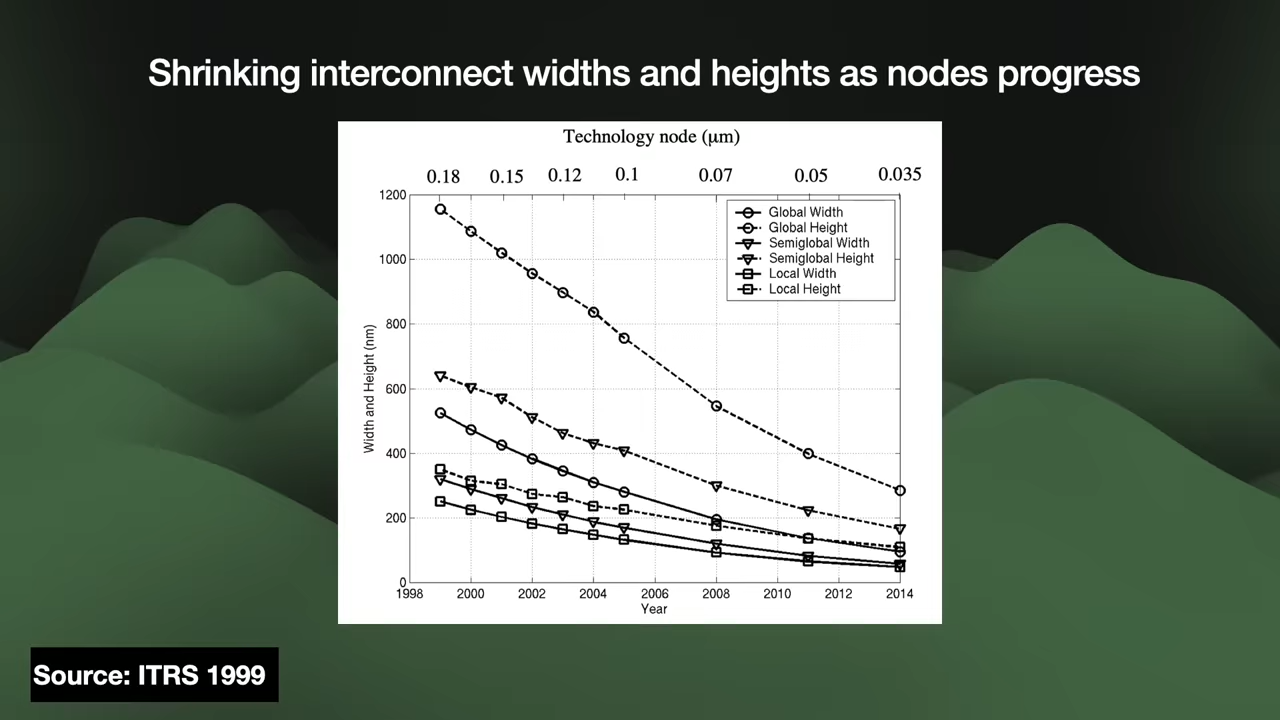 Shrinking interconnect widths and heights as nodes progress
Technology node (μm)
0.18 0.15 0.12 0.1 0.07 0.05 0.035
1200
1000
800
600
400
200
0
Width and Height (nm)
Global Width
Global Height
Semiglobal Width
Semiglobal Height
Local Width
Local Height
1998 2000 2002 2004 2006 2008 2010 2012 2014
Year
Source: ITRS 1999